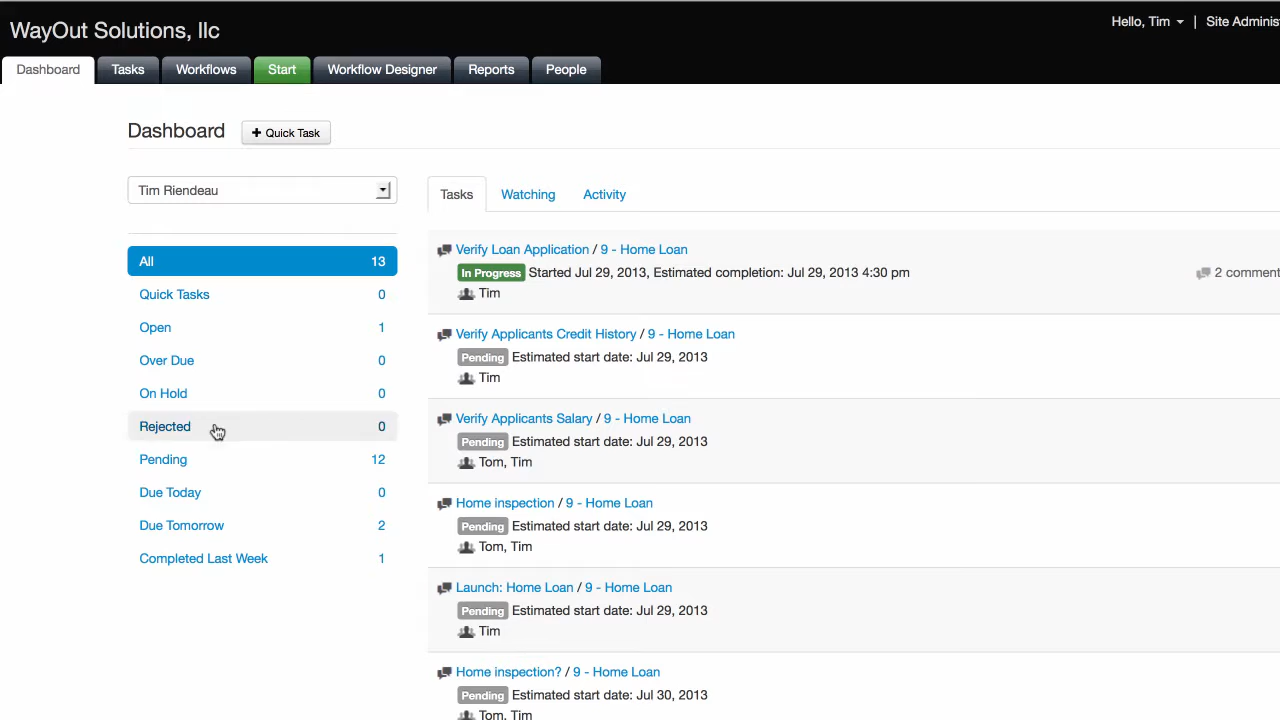 WayOut Solutions, llc
Hello, Tim | Site Adminis
Dashboard Tasks Workflows Start Workflow Designer Reports People
Dashboard + Quick Task
Tim Riendeau
Tasks Watching Activity
All 13
Quick Tasks 0
Open 1
Over Due 0
On Hold 0
Rejected 0
Pending 12
Due Today 0
Due Tomorrow 2
Completed Last Week 1
Verify Loan Application / 9 - Home Loan
In Progress Started Jul 29, 2013, Estimated completion: Jul 29, 2013 4:30 pm
2 comment
Tim
Verify Applicants Credit History / 9 - Home Loan
Pending Estimated start date: Jul 29, 2013
Tim
Verify Applicants Salary / 9 - Home Loan
Pending Estimated start date: Jul 29, 2013
Tom, Tim
Home inspection / 9 - Home Loan
Pending Estimated start date: Jul 29, 2013
Tom, Tim
Launch: Home Loan / 9 - Home Loan
Pending Estimated start date: Jul 29, 2013
Tim
Home inspection? / 9 - Home Loan
Pending Estimated start date: Jul 30, 2013
Tom, Tim